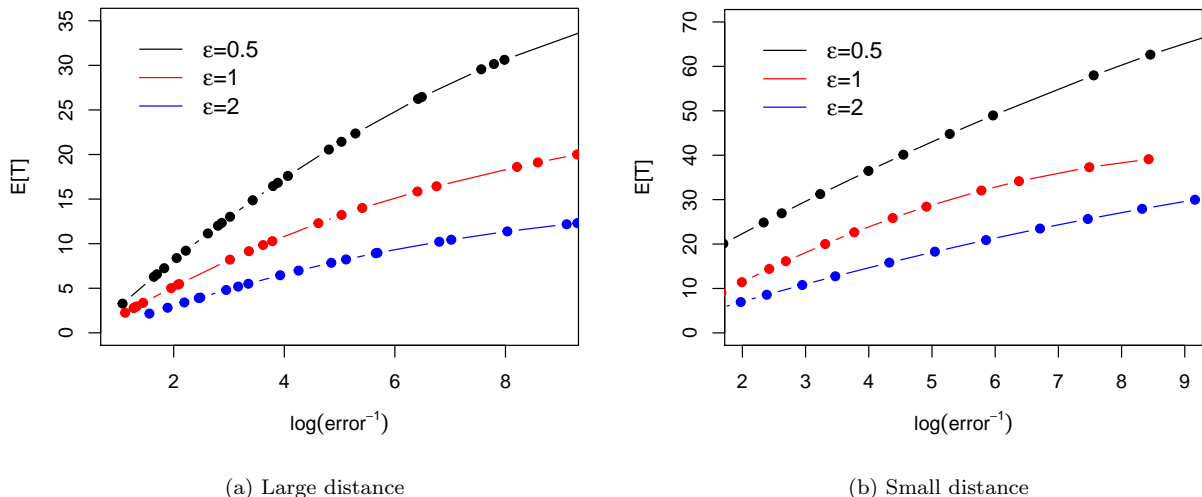 35
30
25
20
15
10
5
0
E[T]
ε=0.5
ε=1
ε=2
2 4 6 8
log(error⁻¹)
(a) Large distance
70
60
50
40
30
20
10
0
E[T]
ε=0.5
ε=1
ε=2
2 3 4 5 6 7 8 9
log(error⁻¹)
(b) Small distance